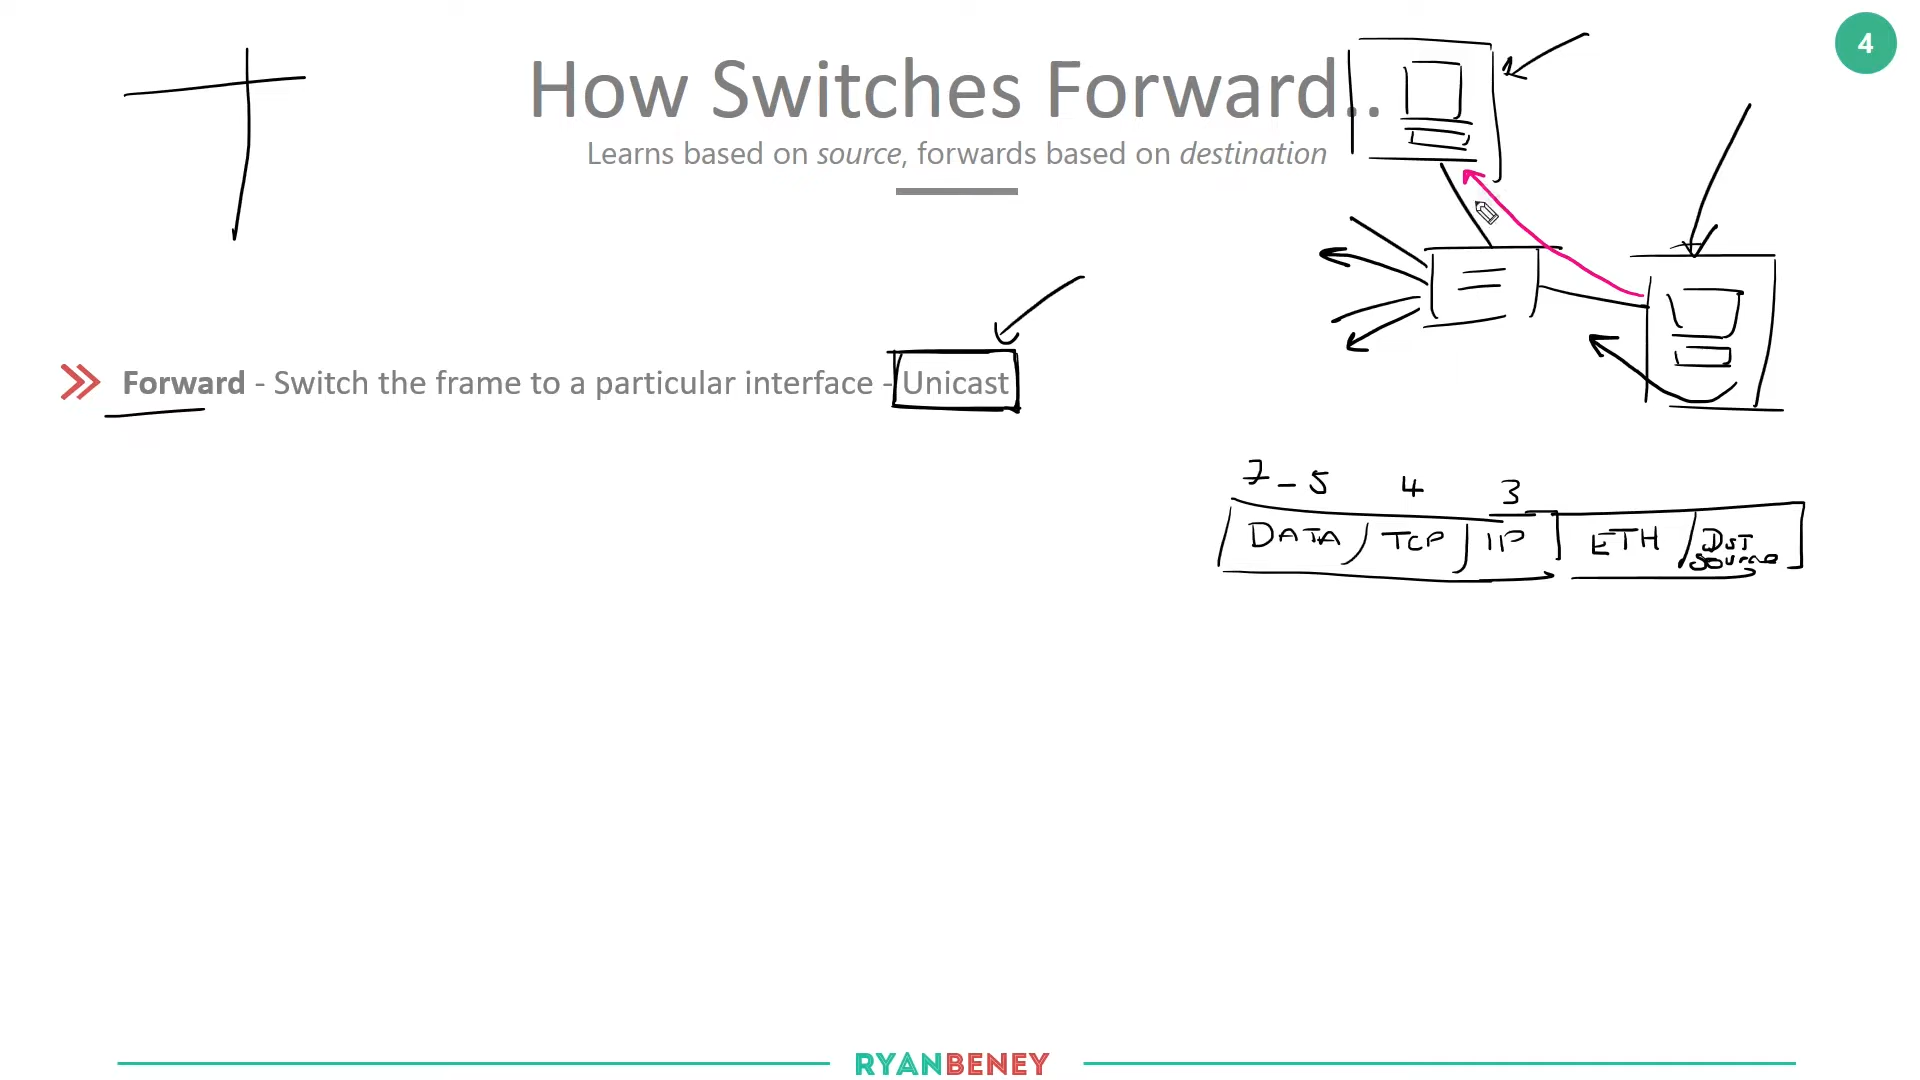 4
How Switches Forward..
Learns based on source, forwards based on destination
Forward - Switch the frame to a particular interface - Unicast
7 - 5 4 3
DATA / TCP / IP ETH / DST
SOURCE
RYANBENEY